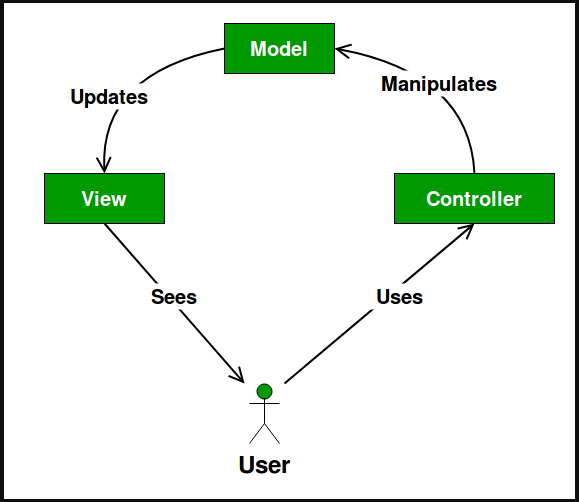 Model
Updates
Manipulates
View
Controller
Sees
Uses
User